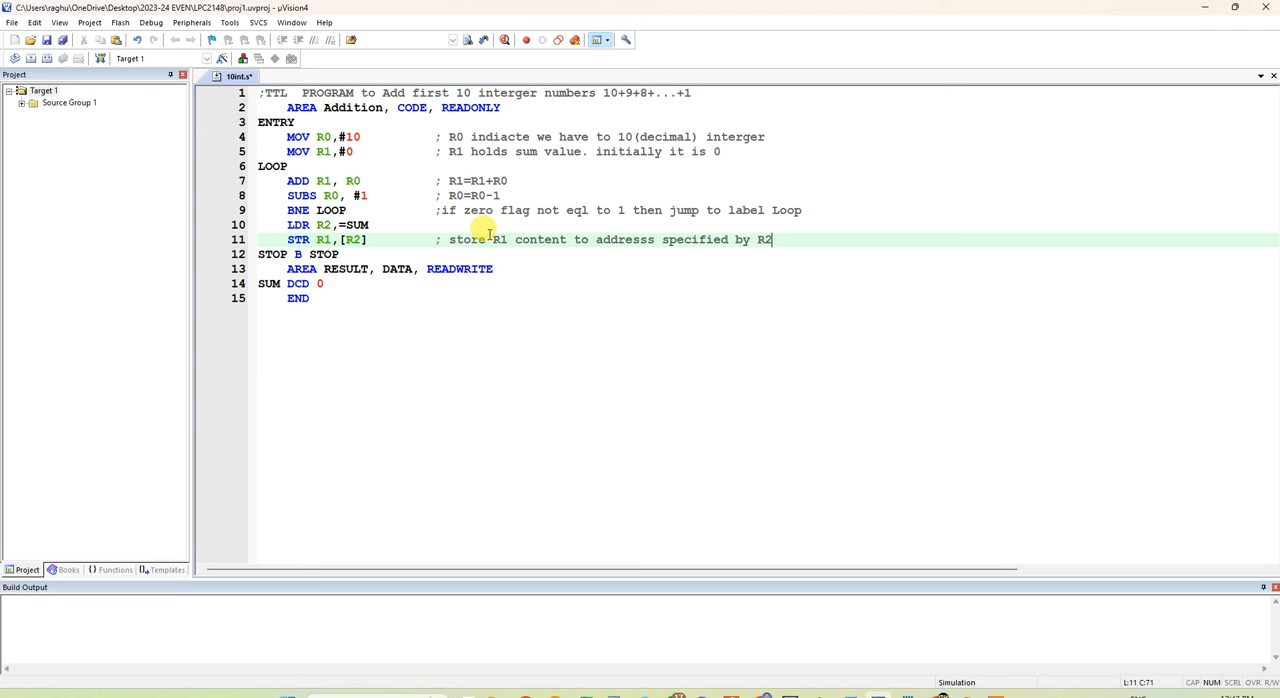 C:\Users\raghu\OneDrive\Desktop\2023-24 EVEN\LPC2148\proj1.uvproj - µVision4
File Edit View Project Flash Debug Peripherals Tools SVCS Window Help
Target 1
Project
10int.s*
Target 1
Source Group 1
1 ;TTL  PROGRAM to Add first 10 interger numbers 10+9+8+...+1
2     AREA Addition, CODE, READONLY
3 ENTRY
4     MOV R0,#10          ; R0 indiacte we have to 10(decimal) interger
5     MOV R1,#0           ; R1 holds sum value. initially it is 0
6 LOOP
7     ADD R1, R0          ; R1=R1+R0
8     SUBS R0, #1         ; R0=R0-1
9     BNE LOOP            ;if zero flag not eql to 1 then jump to label Loop
10     LDR R2,=SUM
11     STR R1,[R2]         ; store R1 content to addresss specified by R2
12 STOP B STOP
13     AREA RESULT, DATA, READWRITE
14 SUM DCD 0
15     END
Project Books {} Functions Templates
Build Output
Simulation L:11 C:71 CAP NUM SCRL OVR R/W